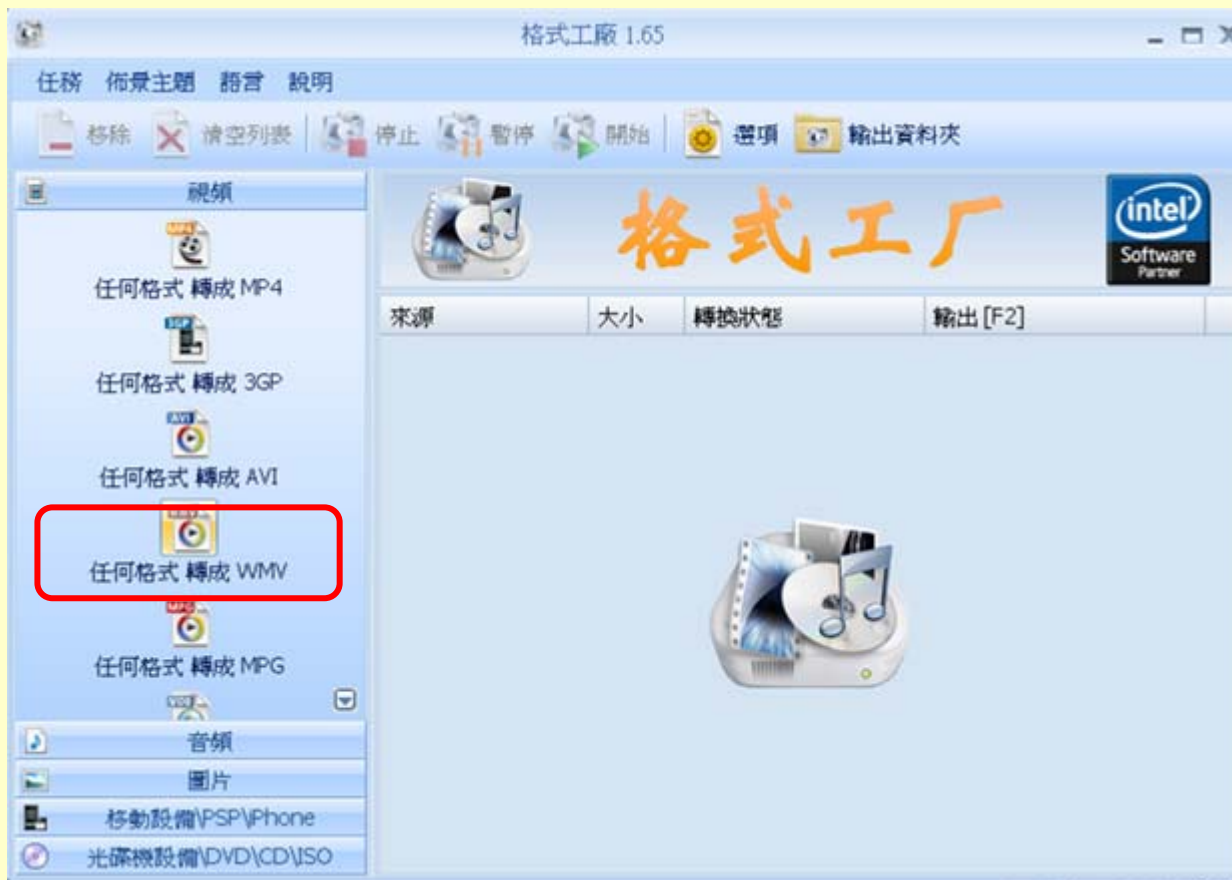 格式工廠 1.65
任務 佈景主題 語言 說明
移除 清空列表 停止 暫停 開始 選項 輸出資料夾
視頻
MP4
任何格式 轉成 MP4
3GP
任何格式 轉成 3GP
AVI
任何格式 轉成 AVI
任何格式 轉成 WMV
MPG
任何格式 轉成 MPG
音頻
圖片
移動設備\PSP\iPhone
光碟機設備\DVD\CD\ISO
格式工厂
intel
Software
Partner
來源 大小 轉換狀態 輸出 [F2]